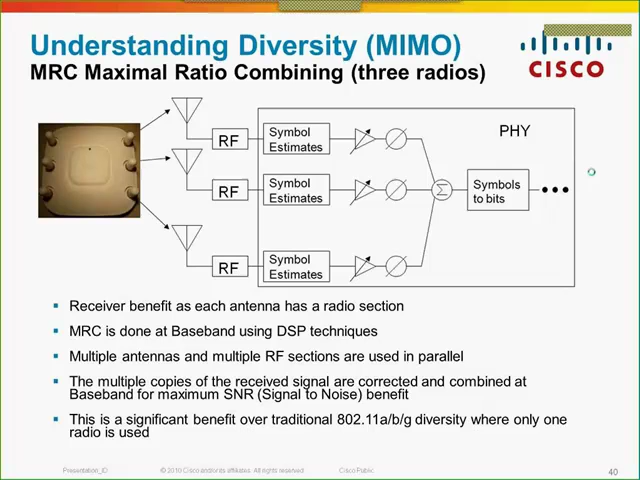 Understanding Diversity (MIMO)
MRC Maximal Ratio Combining (three radios)
CISCO
PHY
RF
Symbol
Estimates
RF
Symbol
Estimates
Σ
Symbols
to bits
RF
Symbol
Estimates
Receiver benefit as each antenna has a radio section
MRC is done at Baseband using DSP techniques
Multiple antennas and multiple RF sections are used in parallel
The multiple copies of the received signal are corrected and combined at
Baseband for maximum SNR (Signal to Noise) benefit
This is a significant benefit over traditional 802.11a/b/g diversity where only one
radio is used
Presentation_ID
© 2010 Cisco and/or its affiliates. All rights reserved.
Cisco Public
40